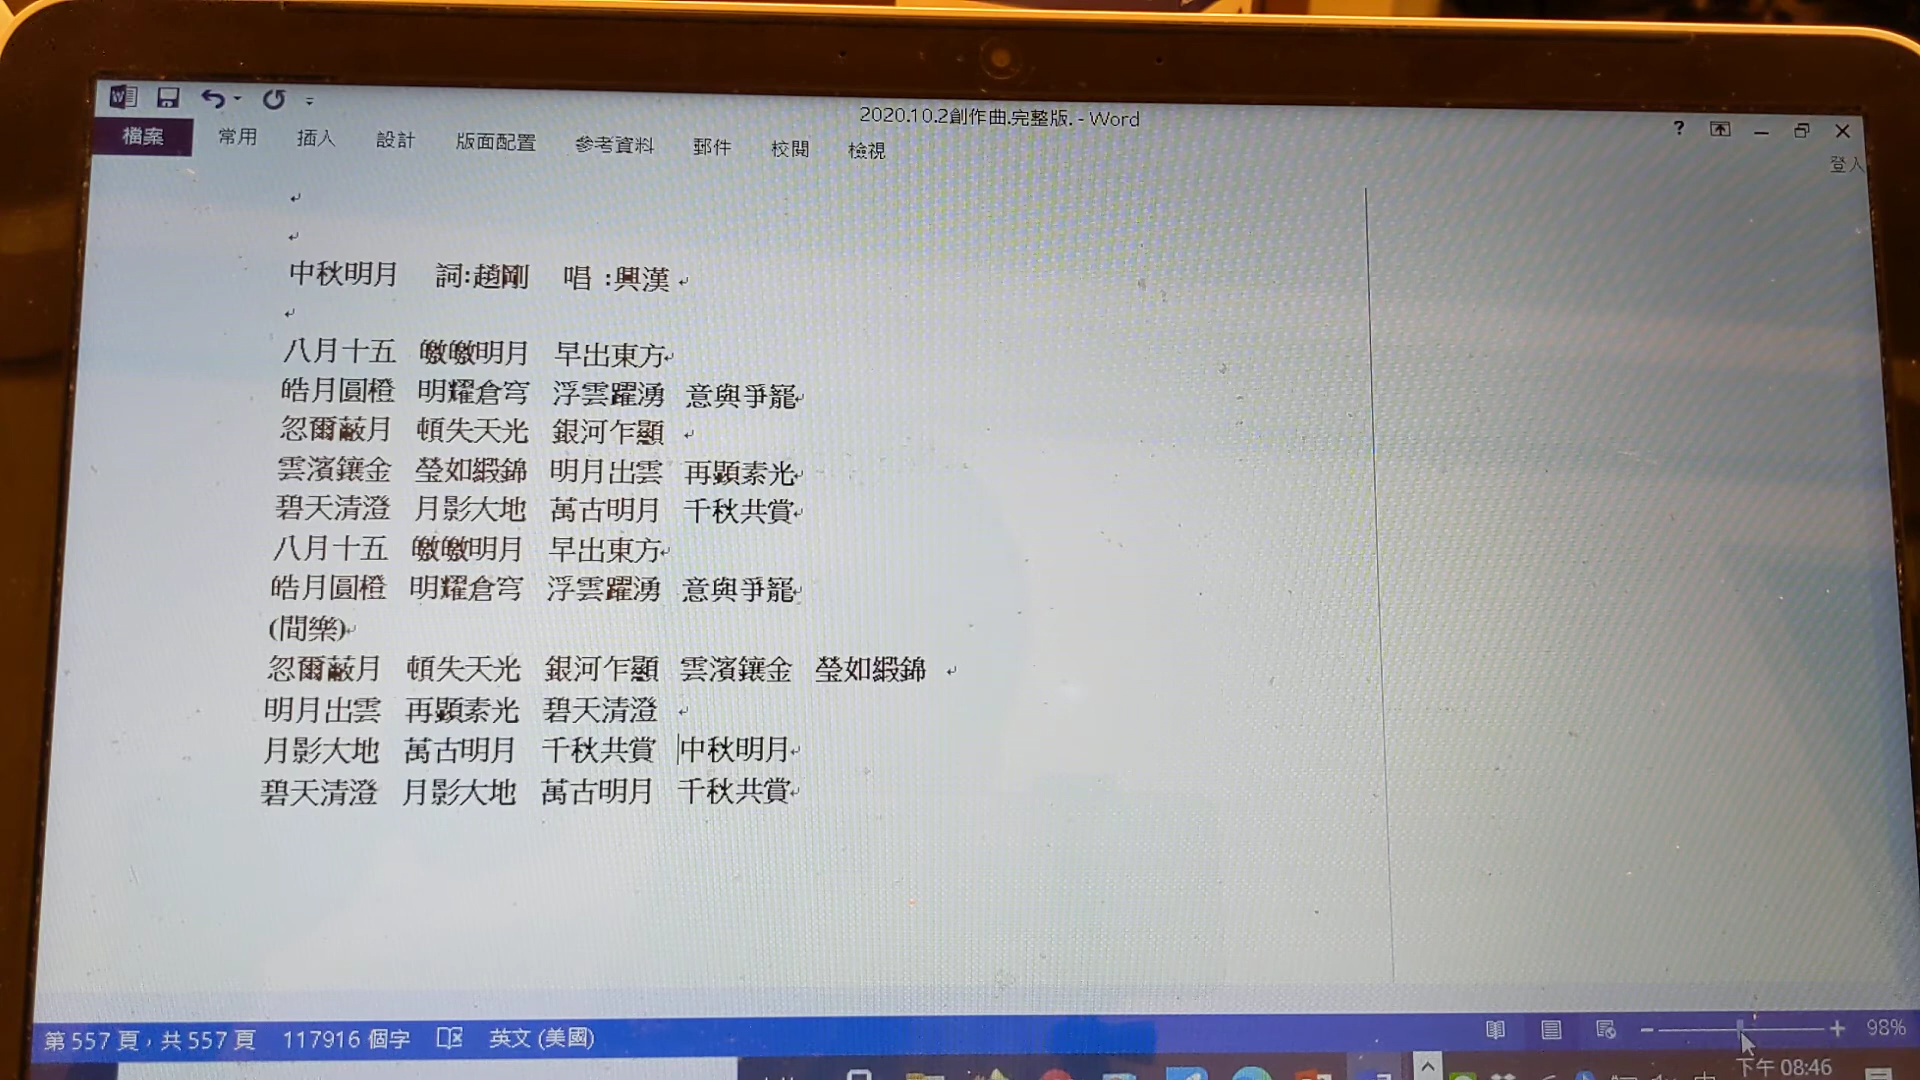 2020.10.2創作曲.完整版. - Word
?
登入
檔案 常用 插入 設計 版面配置 參考資料 郵件 校閱 檢視
中秋明月 詞:趙剛 唱 :興漢
八月十五 皦皦明月 早出東方
皓月圓橙 明耀倉穹 浮雲躍湧 意與爭寵
忽爾蔽月 頓失天光 銀河乍顯
雲濱鑲金 瑩如緞錦 明月出雲 再顯素光
碧天清澄 月影大地 萬古明月 千秋共賞
八月十五 皦皦明月 早出東方
皓月圓橙 明耀倉穹 浮雲躍湧 意與爭寵
(間樂)
忽爾蔽月 頓失天光 銀河乍顯 雲濱鑲金 瑩如緞錦
明月出雲 再顯素光 碧天清澄
月影大地 萬古明月 千秋共賞 中秋明月
碧天清澄 月影大地 萬古明月 千秋共賞
第 557 頁，共 557 頁 117916 個字 英文 (美國) 98%
下午 08:46